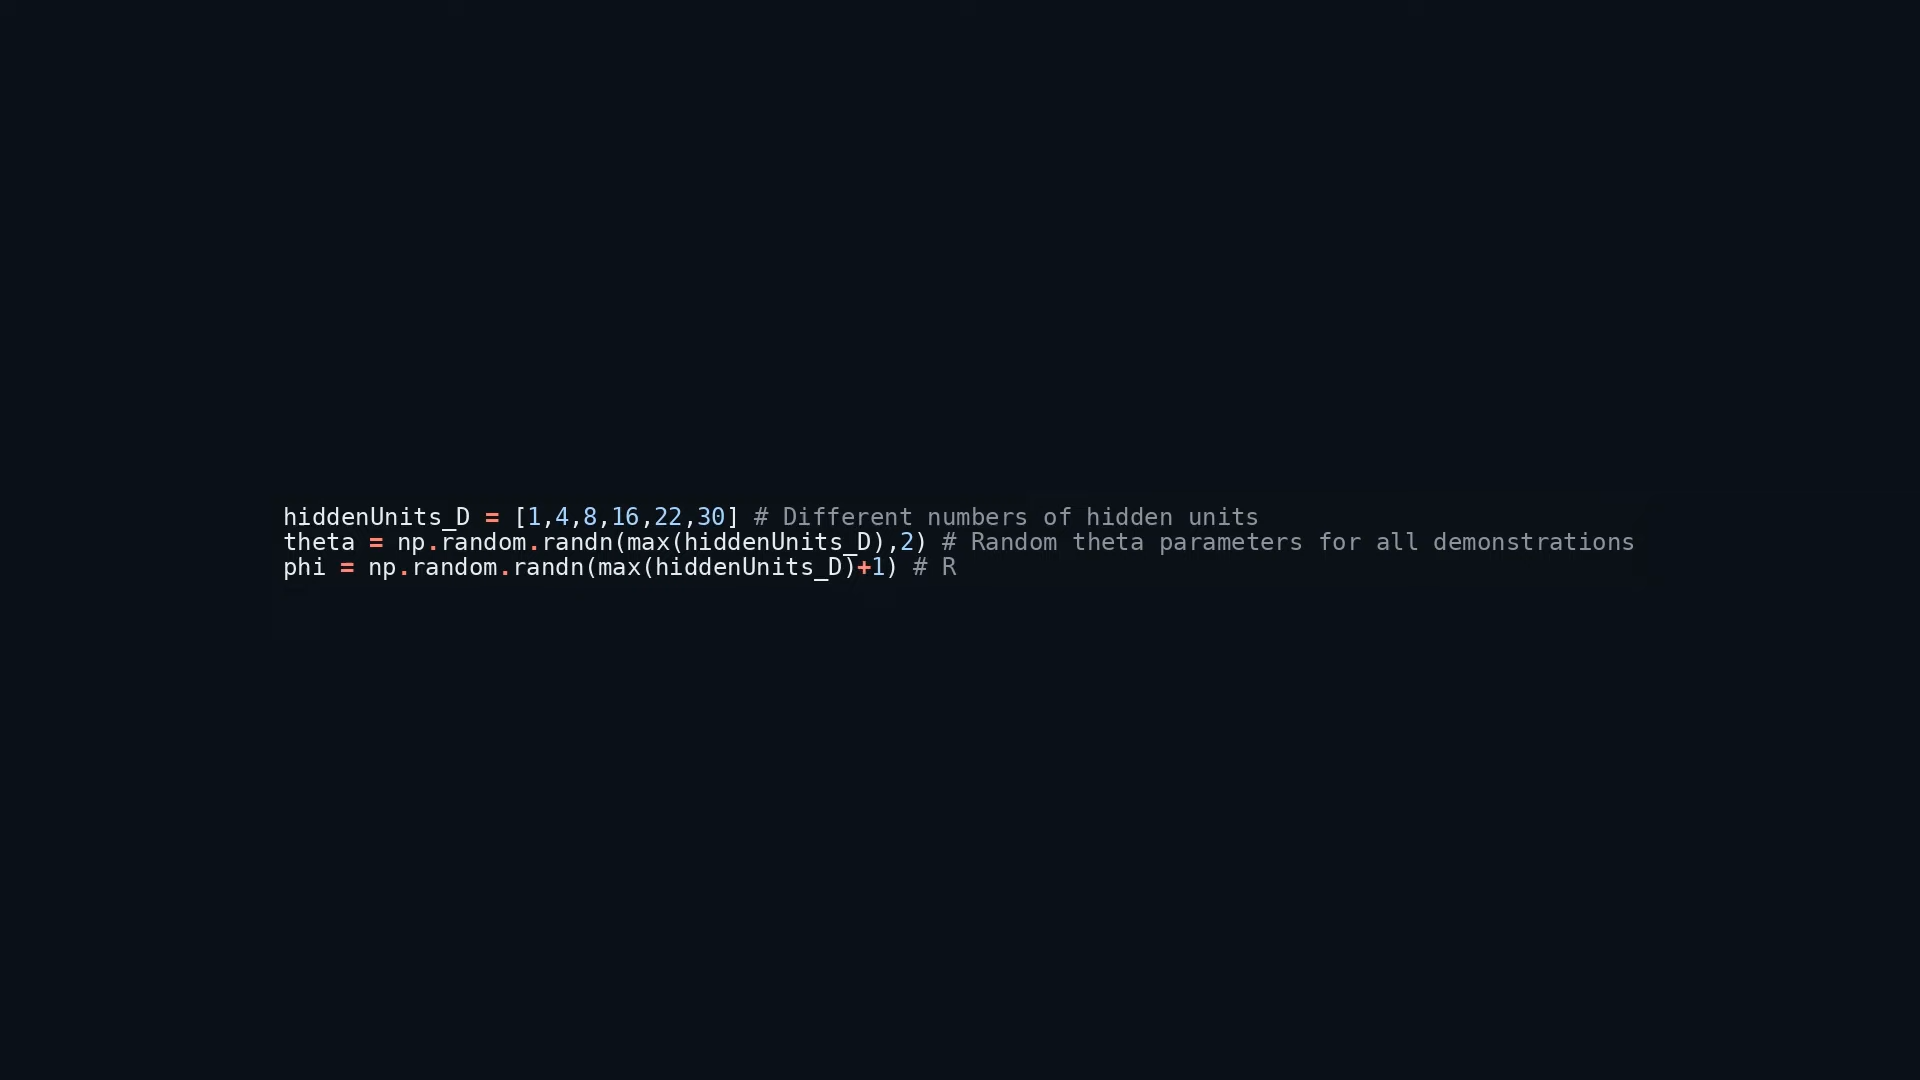 hiddenUnits_D = [1,4,8,16,22,30] # Different numbers of hidden units
theta = np.random.randn(max(hiddenUnits_D),2) # Random theta parameters for all demonstrations
phi = np.random.randn(max(hiddenUnits_D)+1) # R